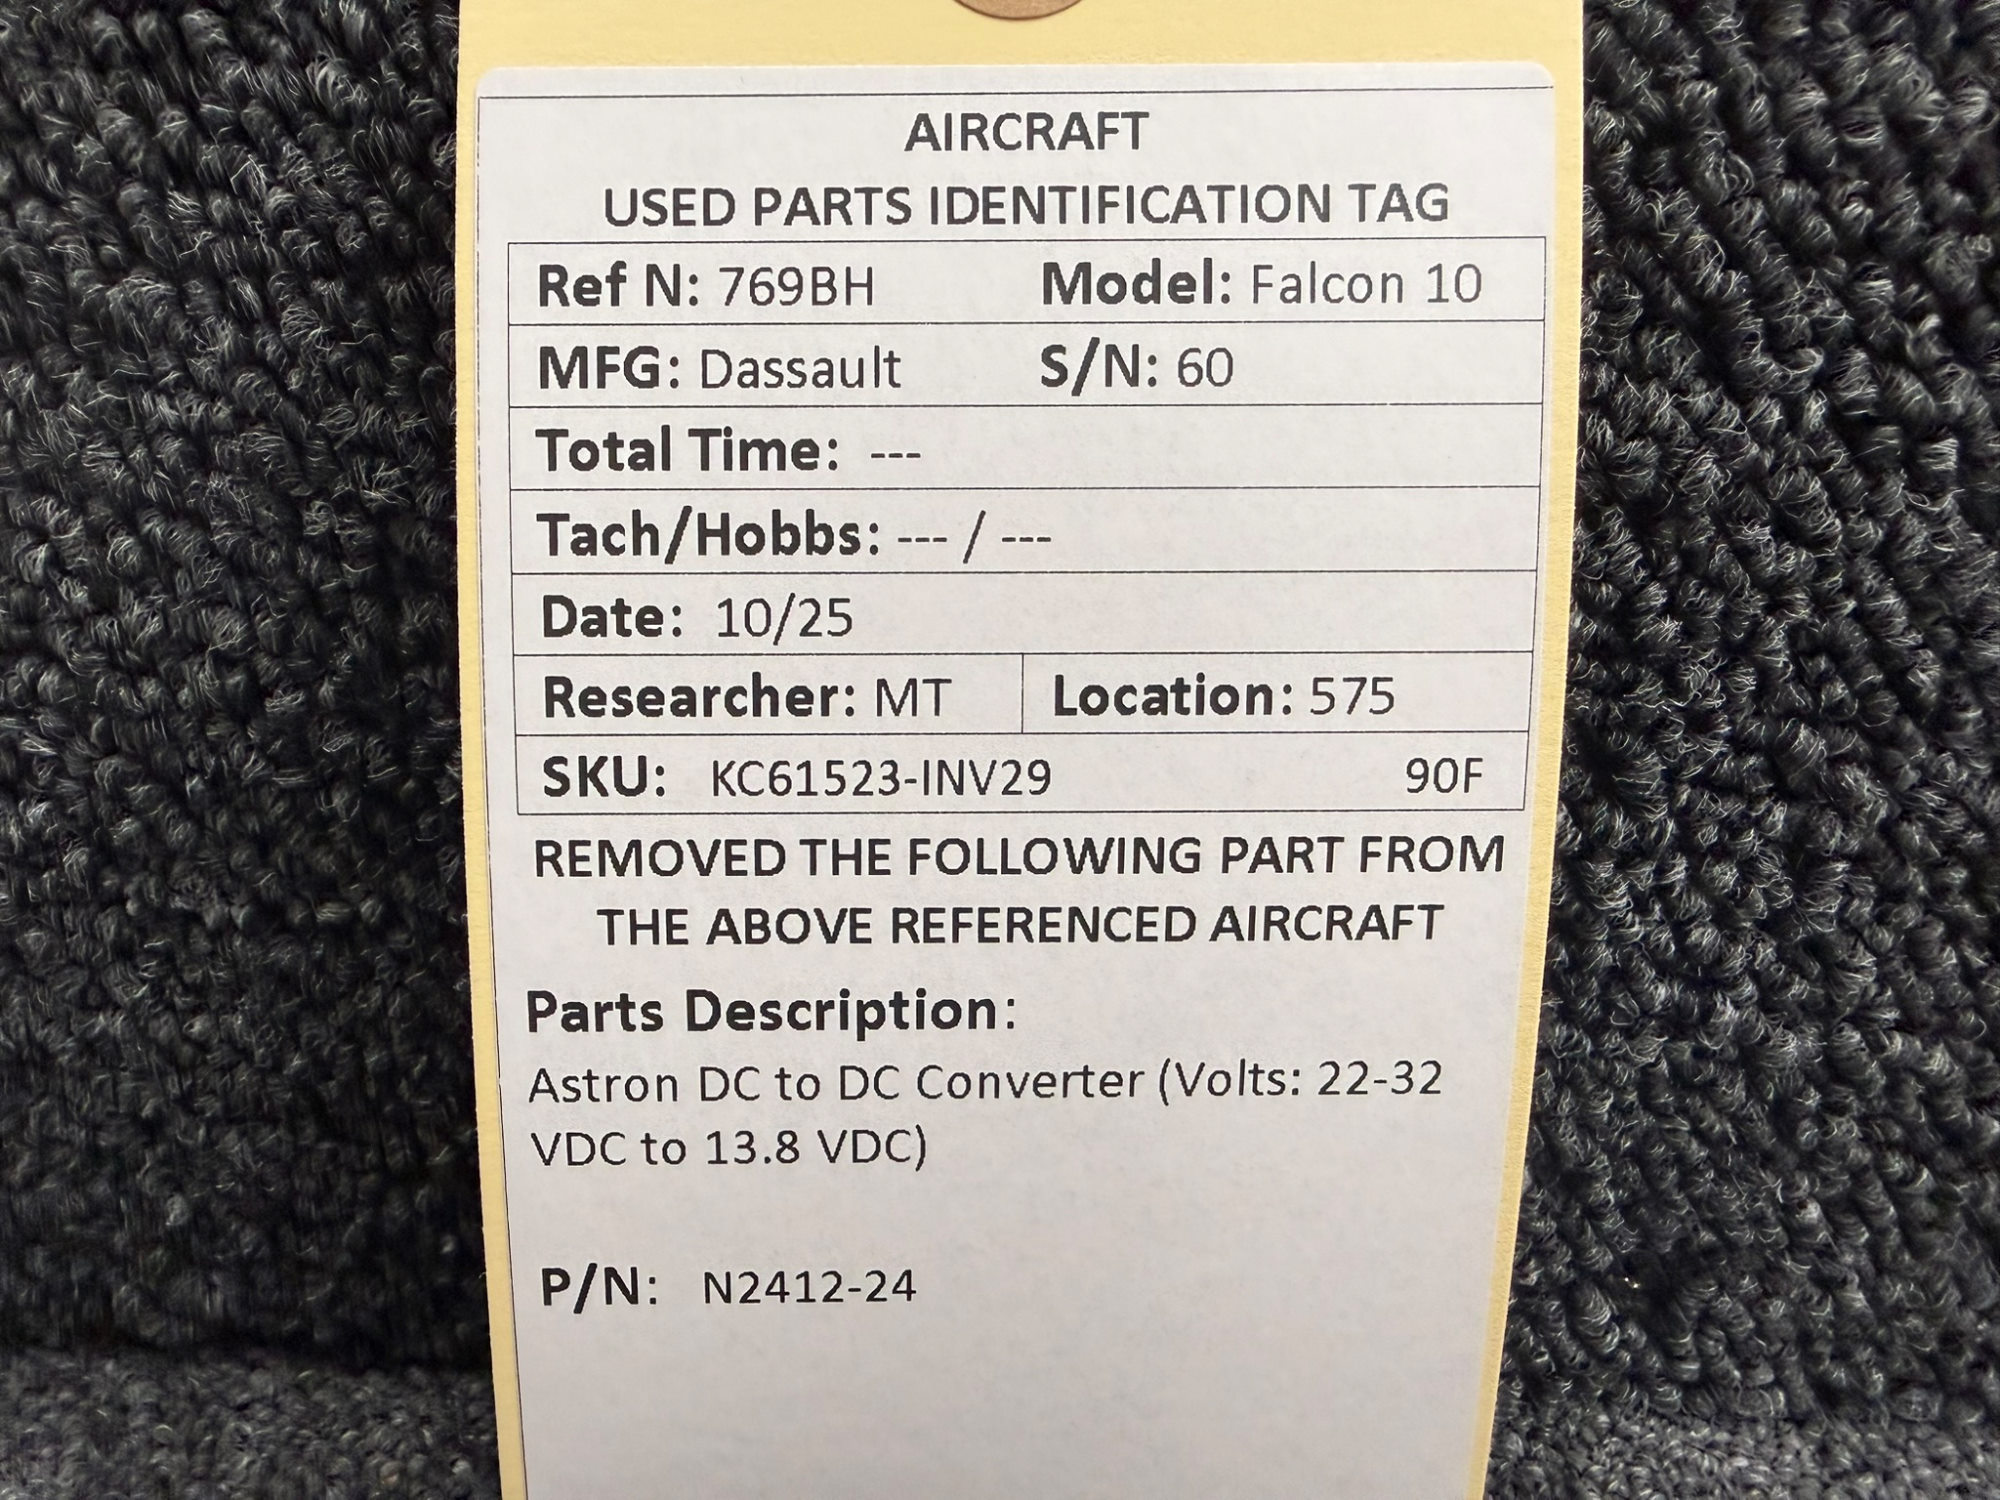 AIRCRAFT
USED PARTS IDENTIFICATION TAG
Ref N: 769BH Model: Falcon 10
MFG: Dassault S/N: 60
Total Time: ---
Tach/Hobbs: --- / ---
Date: 10/25
Researcher: MT Location: 575
SKU: KC61523-INV29 90F
REMOVED THE FOLLOWING PART FROM
THE ABOVE REFERENCED AIRCRAFT
Parts Description:
Astron DC to DC Converter (Volts: 22-32
VDC to 13.8 VDC)
P/N: N2412-24